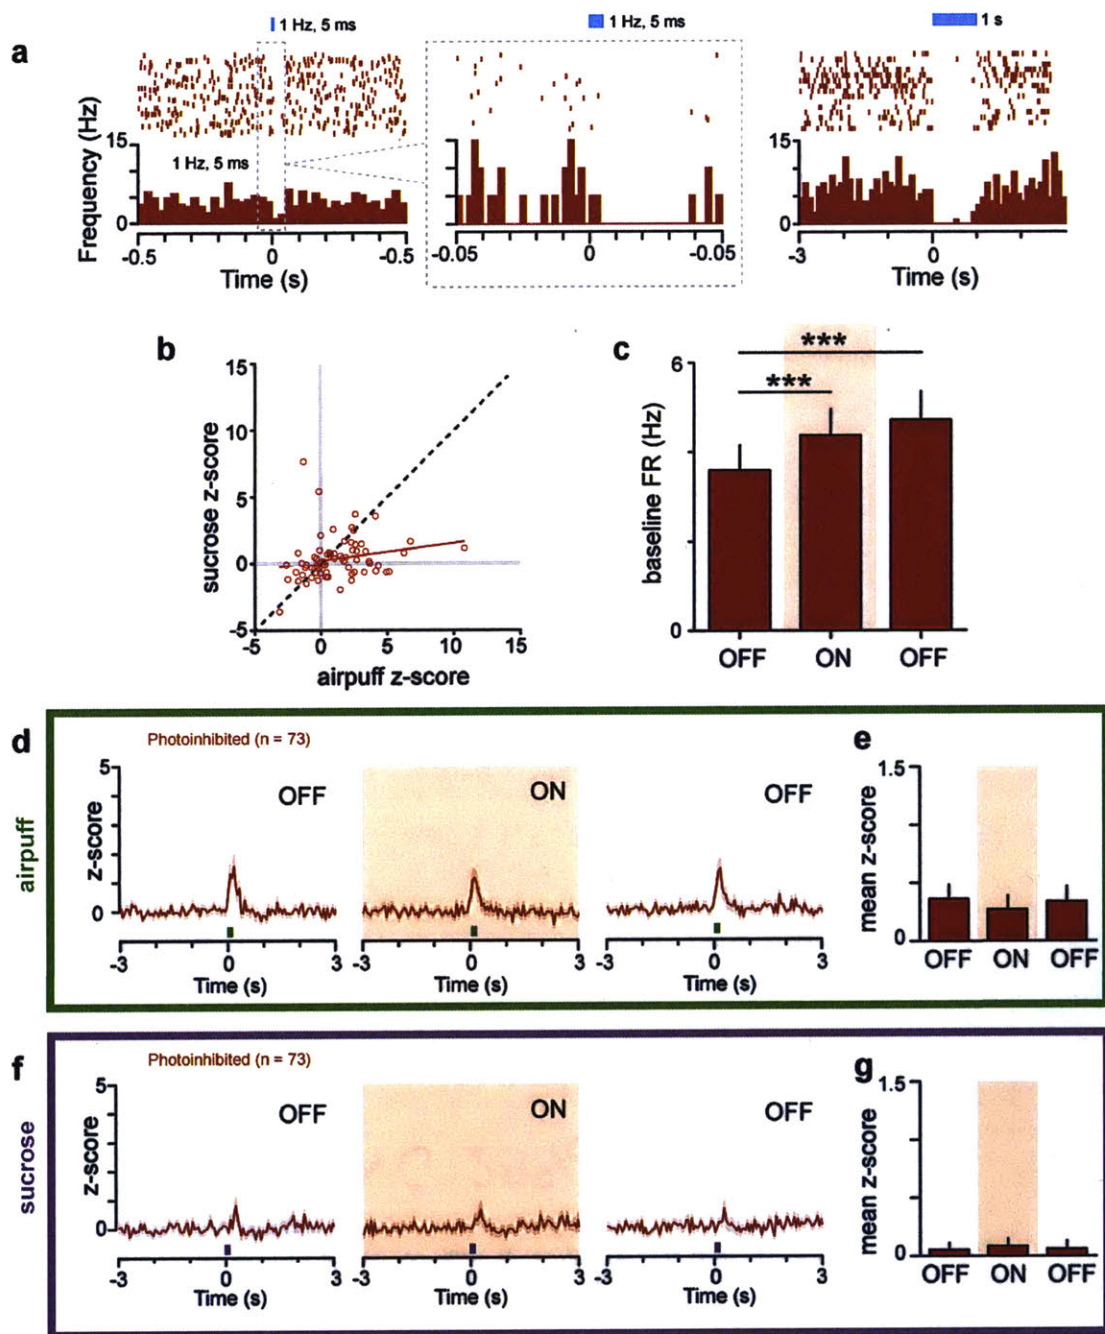 a
1 Hz, 5 ms
1 Hz, 5 ms
1 s
Frequency (Hz)
15
0
1 Hz, 5 ms
-0.5 0 -0.5
Time (s)
-0.05 0 -0.05
15
0
-3 0
Time (s)
b
sucrose z-score
15
10
5
0
-5
-5 0 5 10 15
airpuff z-score
c
baseline FR (Hz)
6
0
***
***
OFF ON OFF
airpuff
d
Photoinhibited (n = 73)
z-score
5
0
OFF
ON
OFF
-3 0 3
Time (s)
-3 0 3
Time (s)
-3 0 3
Time (s)
e
mean z-score
1.5
0
OFF ON OFF
sucrose
f
Photoinhibited (n = 73)
z-score
5
0
OFF
ON
OFF
-3 0 3
Time (s)
-3 0 3
Time (s)
-3 0 3
Time (s)
g
mean z-score
1.5
0
OFF ON OFF